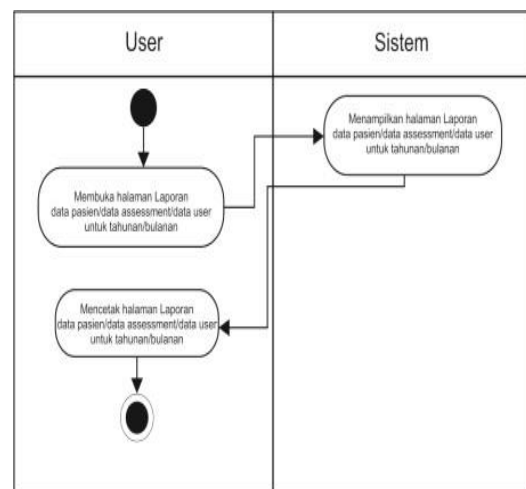 User
Sistem
Membuka halaman Laporan
data pasien/data assessment/data user
untuk tahunan/bulanan
Menampilkan halaman Laporan
data pasien/data assessment/data user
untuk tahunan/bulanan
Mencetak halaman Laporan
data pasien/data assessment/data user
untuk tahunan/bulanan